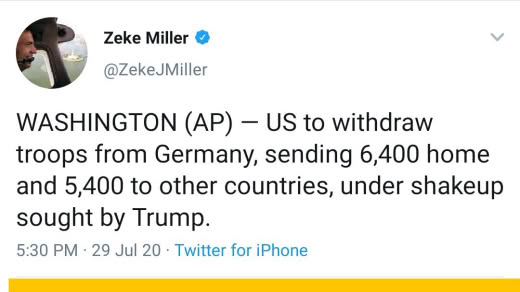 Zeke Miller
@ZekeJMiller
WASHINGTON (AP) — US to withdraw
troops from Germany, sending 6,400 home
and 5,400 to other countries, under shakeup
sought by Trump.
5:30 PM · 29 Jul 20 · Twitter for iPhone